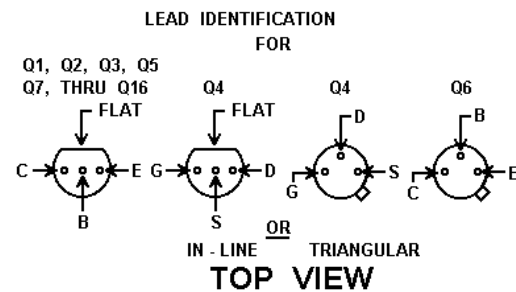 LEAD IDENTIFICATION
FOR
Q1, Q2, Q3, Q5
Q7, THRU Q16
Q4
Q4
Q6
FLAT
FLAT
D
B
C
E
G
D
G
S
C
E
B
S
OR
IN - LINE
TRIANGULAR
TOP VIEW